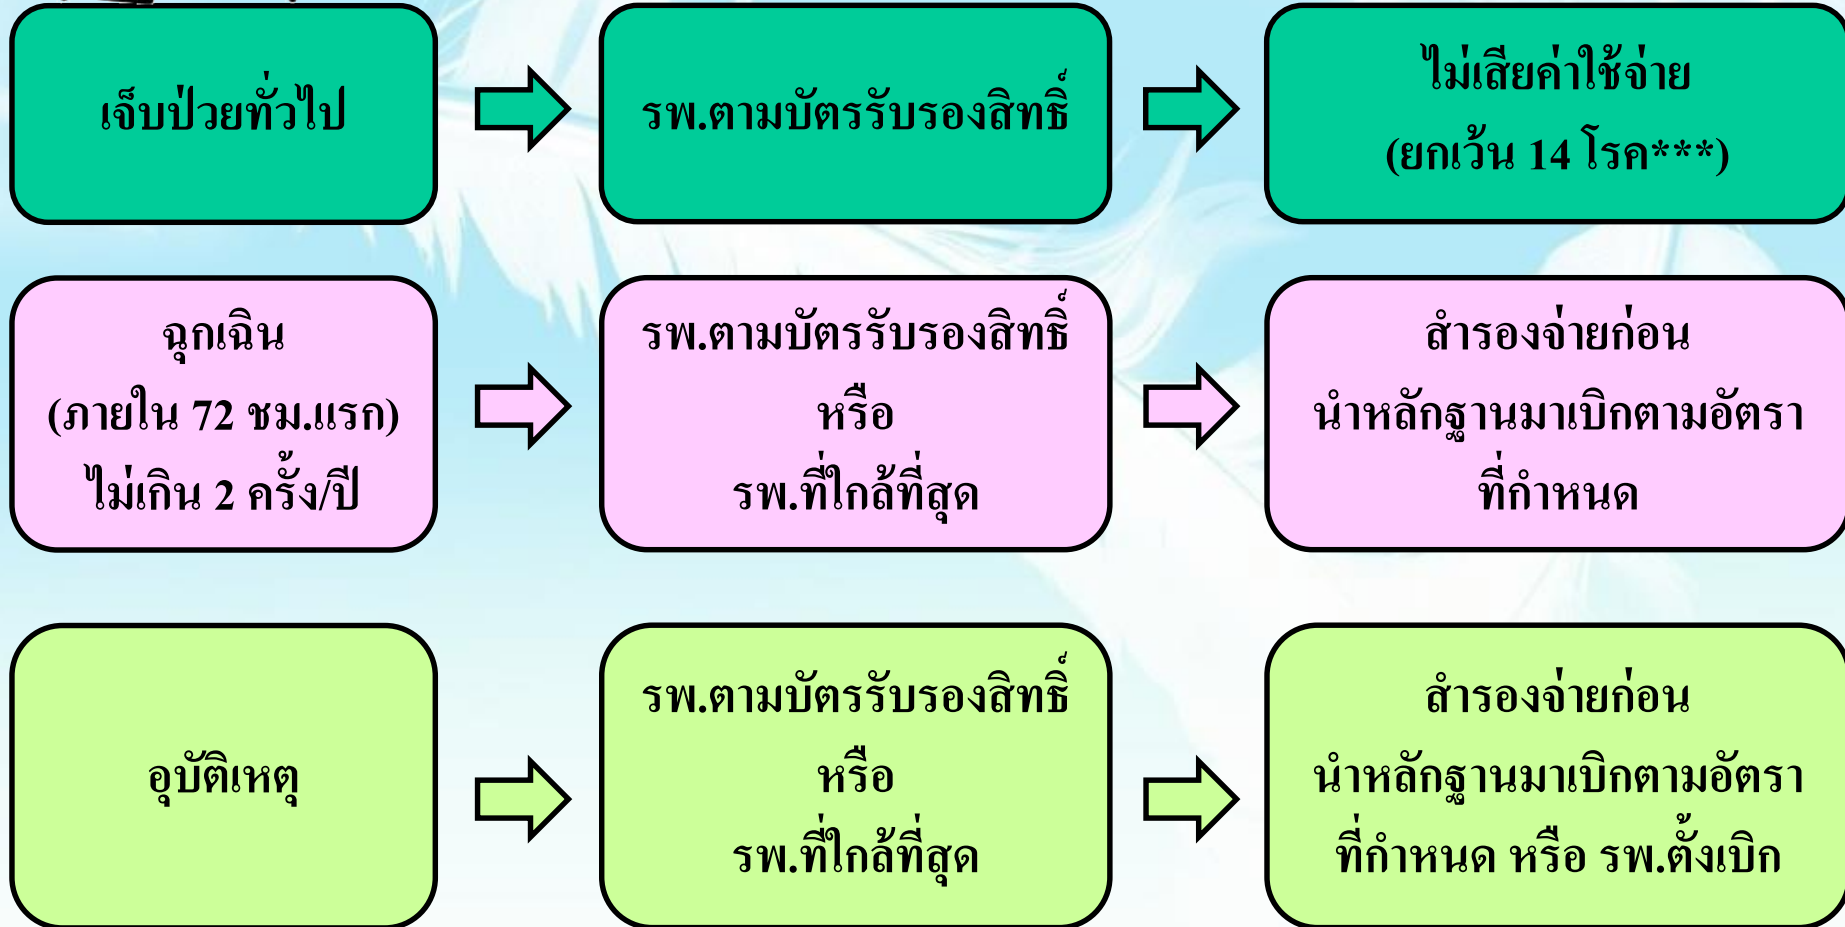 เจ็บป่วยทั่วไป
รพ.ตามบัตรรับรองสิทธิ์
ไม่เสียค่าใช้จ่าย
(ยกเว้น 14 โรค***)
ฉุกเฉิน
(ภายใน 72 ชม.แรก)
ไม่เกิน 2 ครั้ง/ปี
รพ.ตามบัตรรับรองสิทธิ์
หรือ
รพ.ที่ใกล้ที่สุด
สำรองจ่ายก่อน
นำหลักฐานมาเบิกตามอัตรา
ที่กำหนด
อุบัติเหตุ
รพ.ตามบัตรรับรองสิทธิ์
หรือ
รพ.ที่ใกล้ที่สุด
สำรองจ่ายก่อน
นำหลักฐานมาเบิกตามอัตรา
ที่กำหนด หรือ รพ.ตั้งเบิก